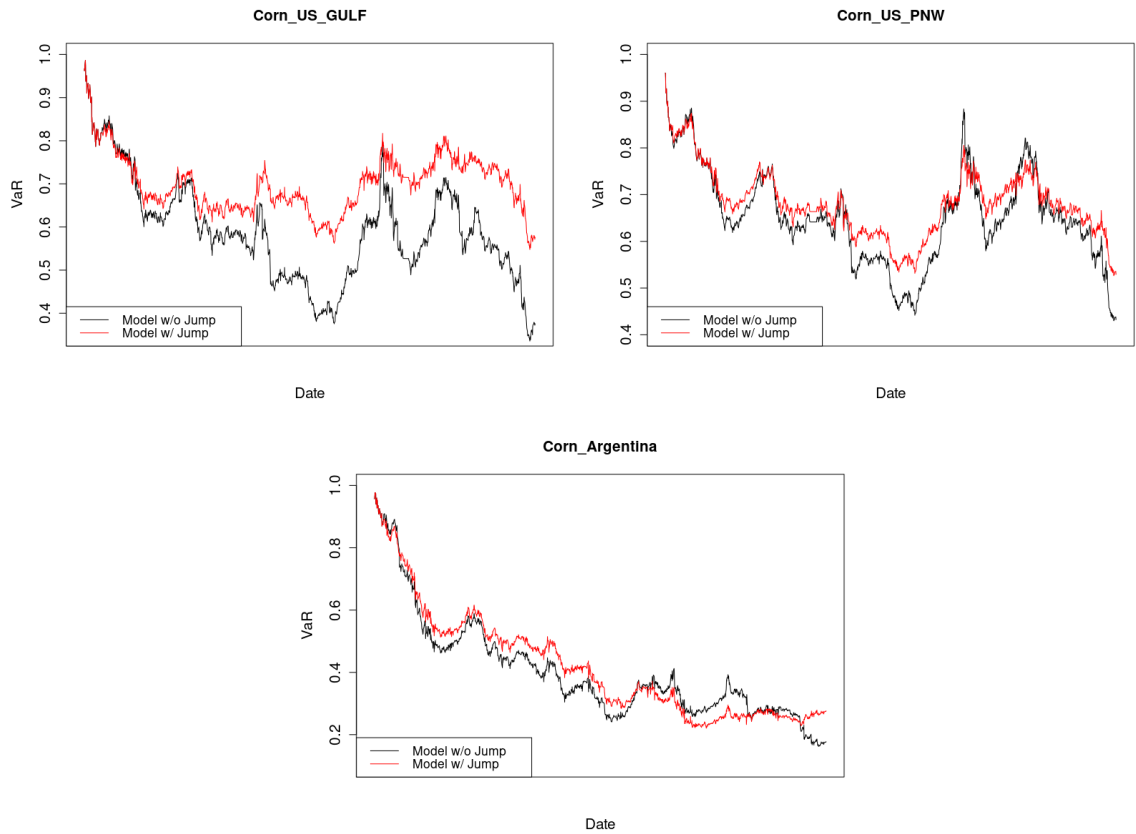 Corn_US_GULF
VaR
1.0
0.9
0.8
0.7
0.6
0.5
0.4
Model w/o Jump
Model w/ Jump
Date
Corn_US_PNW
VaR
1.0
0.9
0.8
0.7
0.6
0.5
0.4
Model w/o Jump
Model w/ Jump
Date
Corn_Argentina
VaR
1.0
0.8
0.6
0.4
0.2
Model w/o Jump
Model w/ Jump
Date